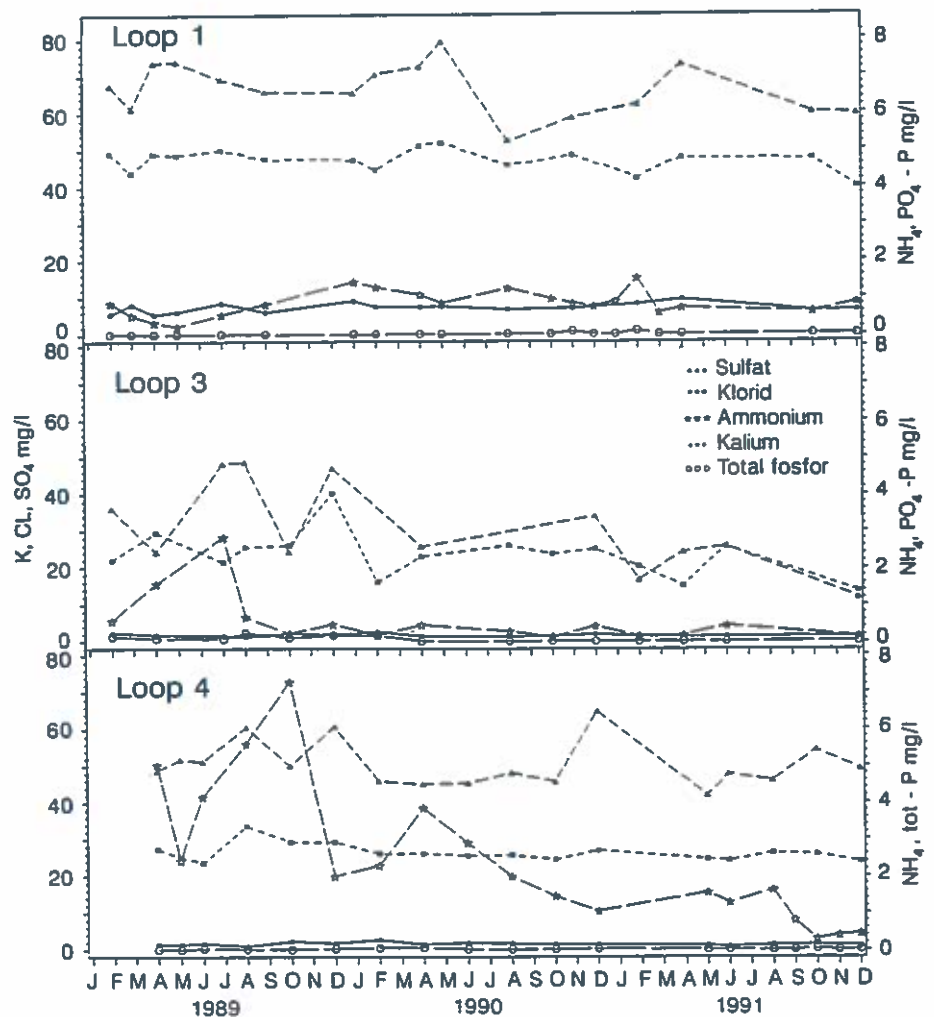 Loop 1
80
60
40
20
0
8
6
4
2
0
NH₄, PO₄ - P mg/l
Loop 3
80
60
40
20
0
K, CL, SO₄ mg/l
Sulfat
Klorid
Ammonium
Kalium
Total fosfor
8
6
4
2
0
NH₄, PO₄ -P mg/l
Loop 4
80
60
40
20
0
8
6
4
2
0
NH₄, tot - P mg/l
J F M A M J J A S O N D J F M A M J J A S O N D J J F M A M J J A S O N D
1989 1990 1991